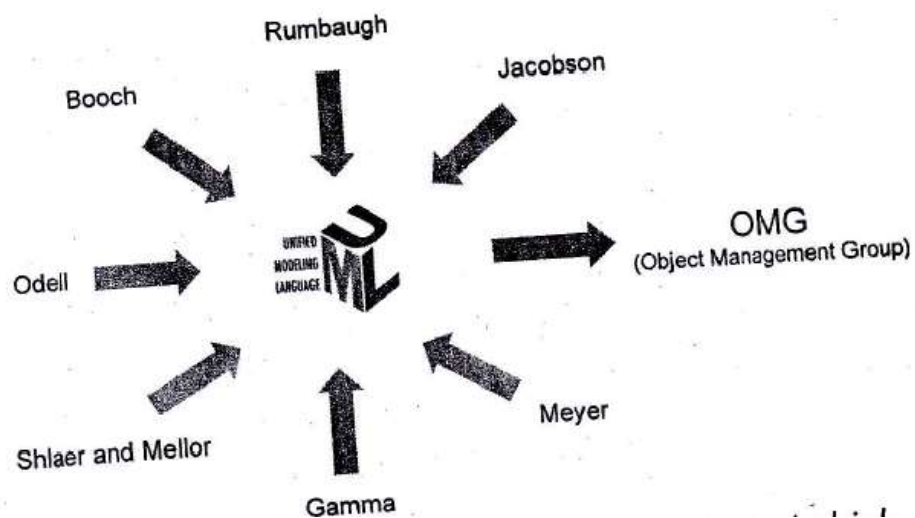 Rumbaugh
Jacobson
Booch
UNIFIED
MODELING
LANGUAGE
UML
OMG
(Object Management Group)
Odell
Meyer
Shlaer and Mellor
Gamma